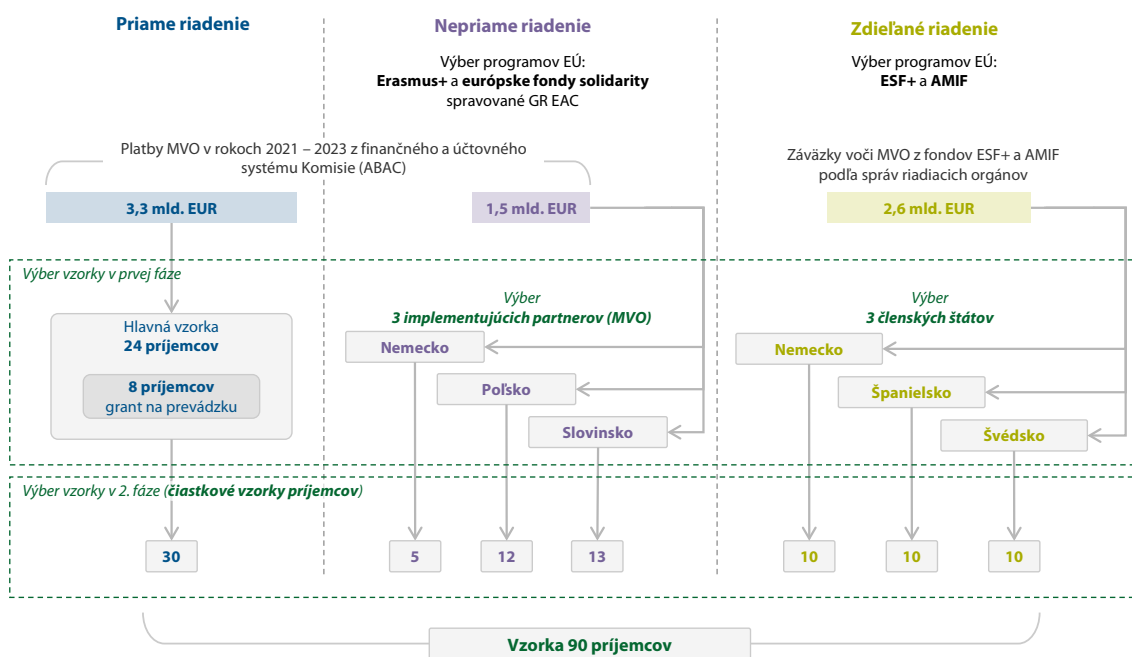 Priame riadenie
Nepriame riadenie
Výber programov EÚ:
Erasmus+ a európske fondy solidarity
spravované GR EAC
Zdieľané riadenie
Výber programov EÚ:
ESF+ a AMIF
Platby MVO v rokoch 2021 – 2023 z finančného a účtovného
systému Komisie (ABAC)
Záväzky voči MVO z fondov ESF+ a AMIF
podľa správ riadiacich orgánov
3,3 mld. EUR
1,5 mld. EUR
2,6 mld. EUR
Výber vzorky v prvej fáze
Hlavná vzorka
24 príjemcov
8 príjemcov
grant na prevádzku
Výber
3 implementujúcich partnerov (MVO)
Nemecko
Poľsko
Slovinsko
Výber
3 členských štátov
Nemecko
Španielsko
Švédsko
Výber vzorky v 2. fáze (čiastkové vzorky príjemcov)
30
5
12
13
10
10
10
Vzorka 90 príjemcov